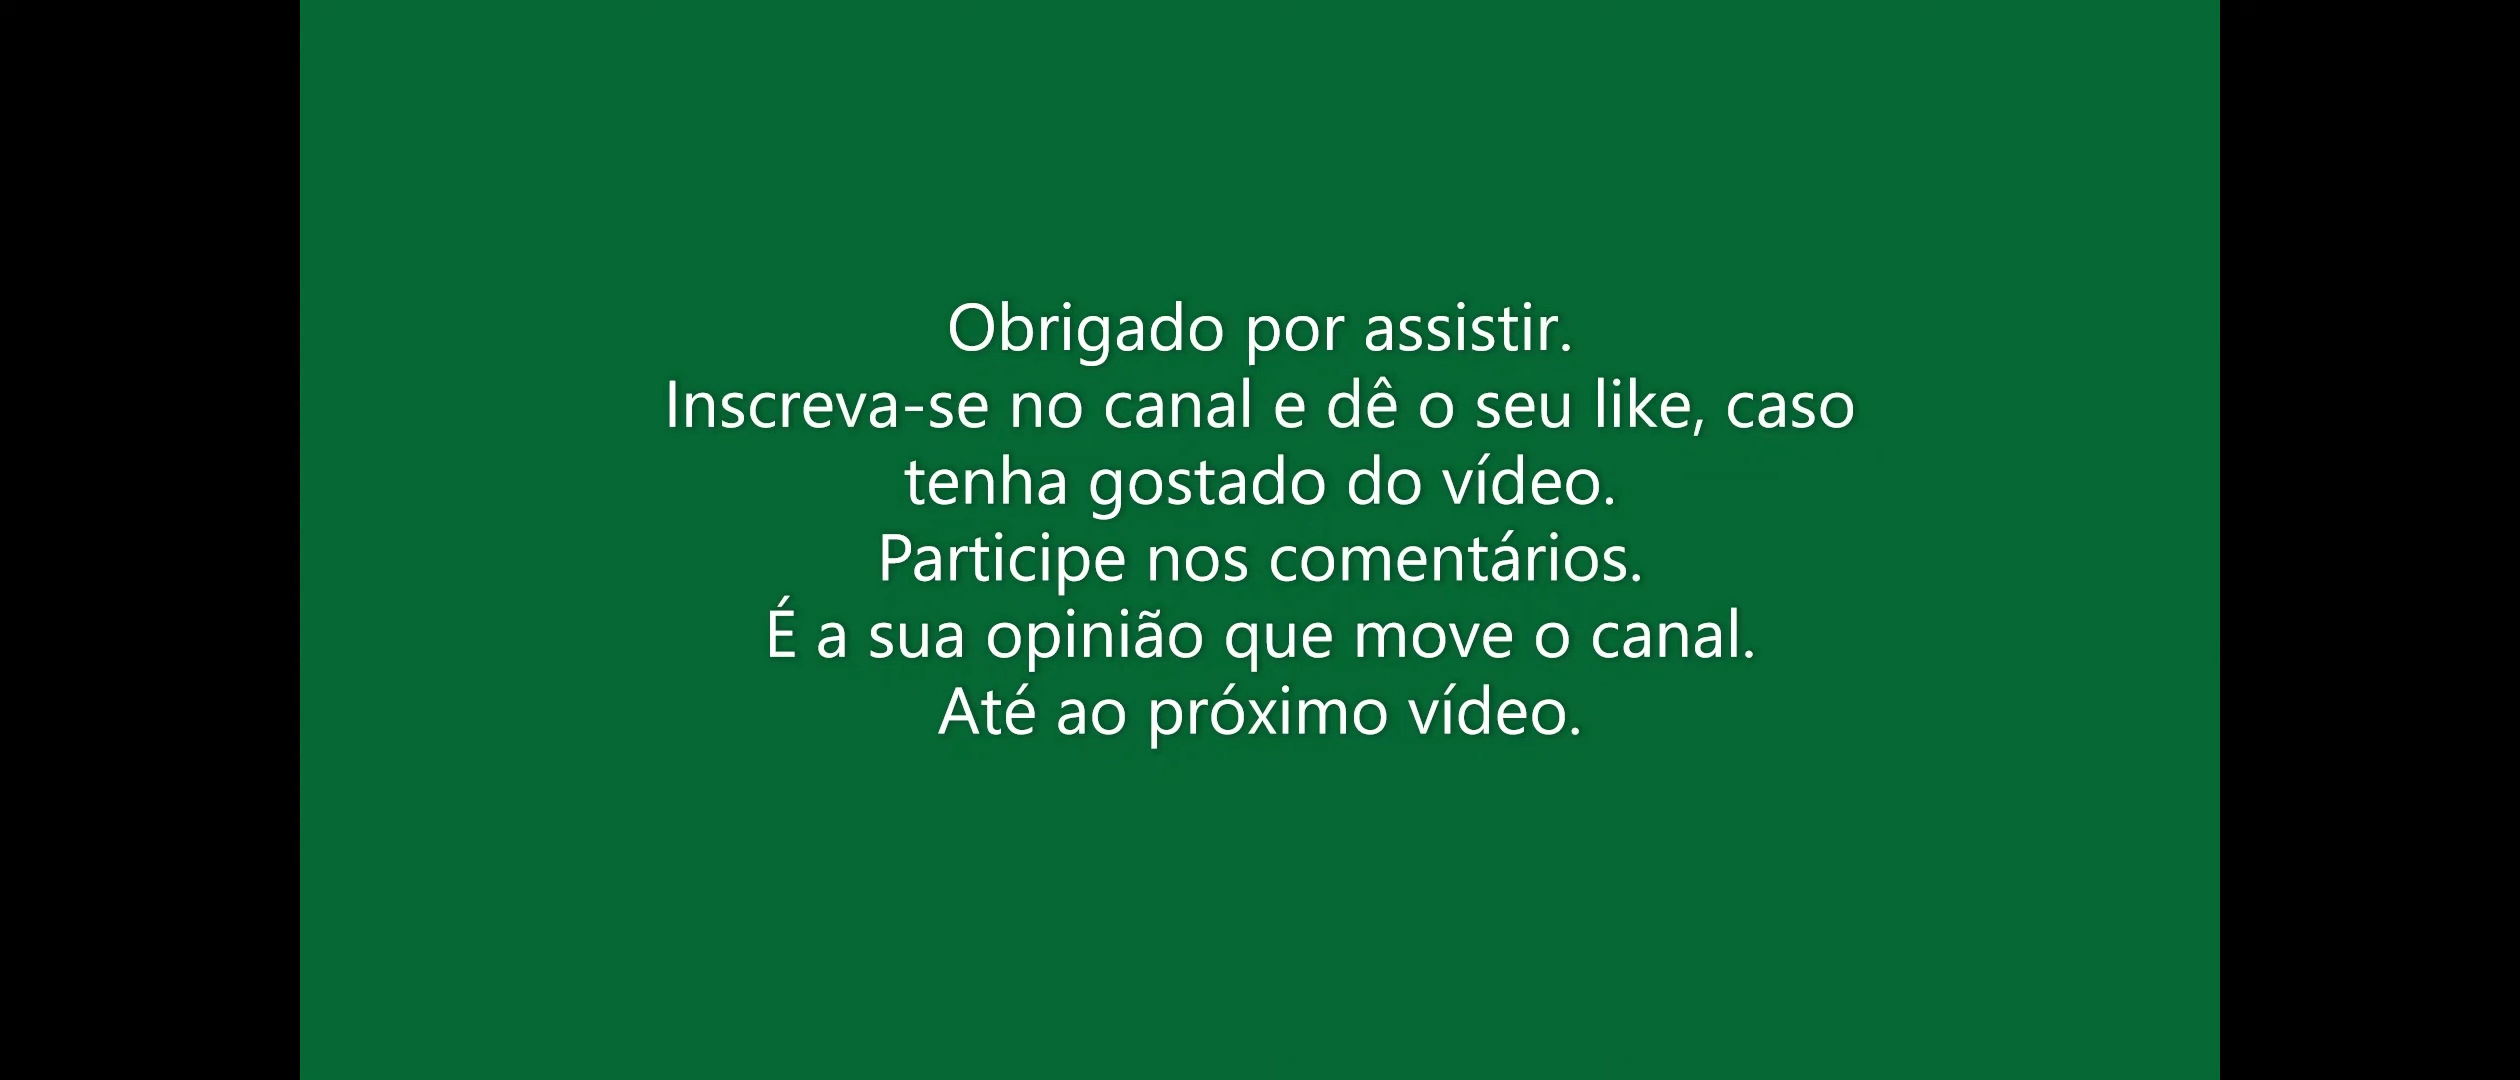 Obrigado por assistir.
Inscreva-se no canal e dê o seu like, caso
tenha gostado do vídeo.
Participe nos comentários.
É a sua opinião que move o canal.
Até ao próximo vídeo.